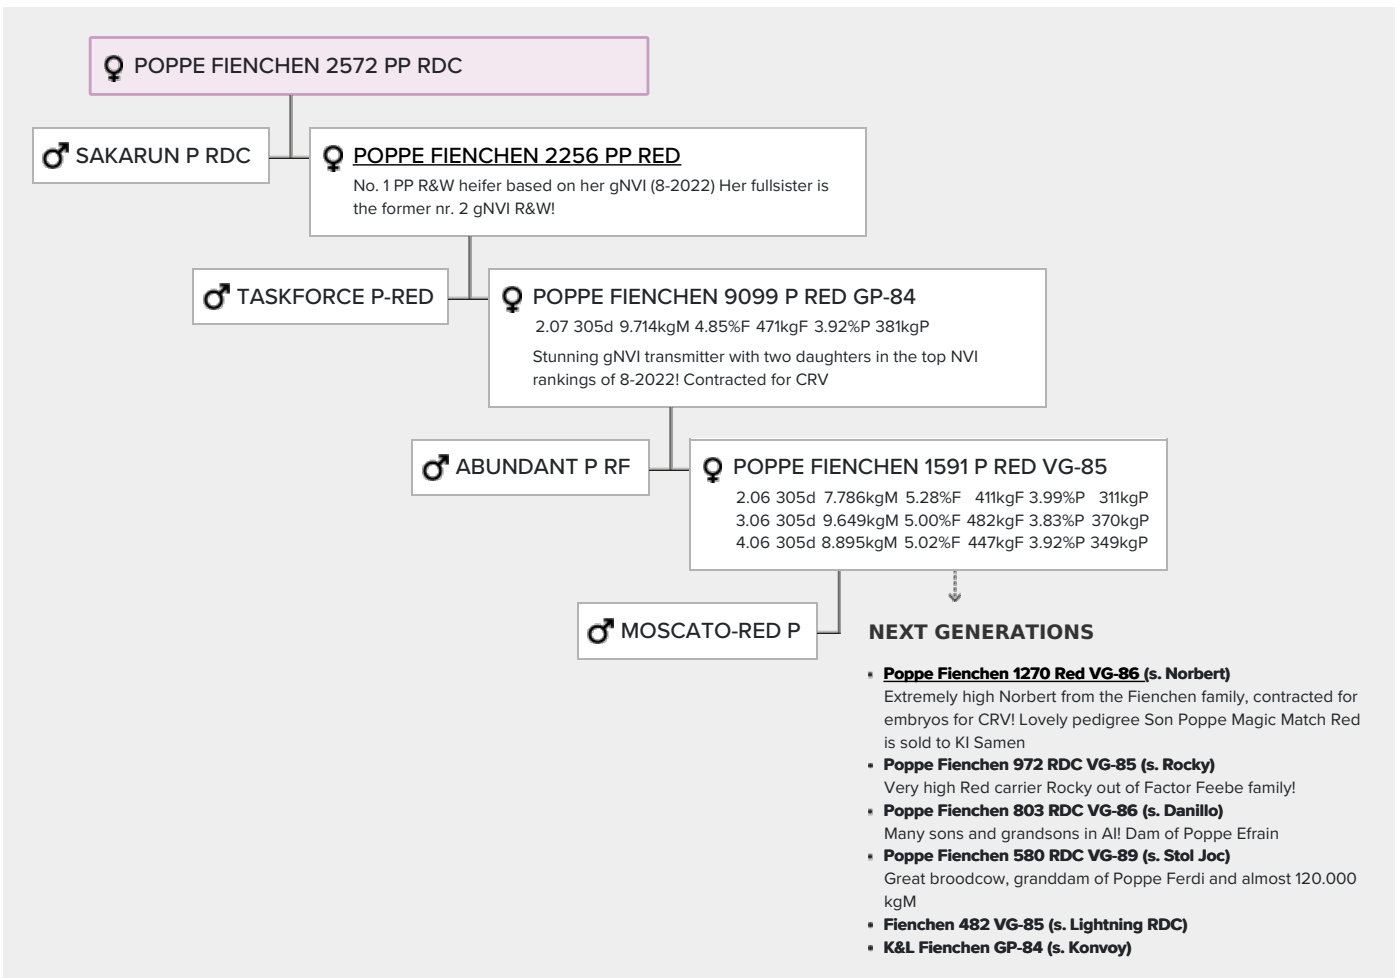 POPPE FIENCHEN 2572 PP RDC
SAKARUN P RDC
POPPE FIENCHEN 2256 PP RED
No. 1 PP R&W heifer based on her gNVI (8-2022) Her fullsister is
the former nr. 2 gNVI R&W!
TASKFORCE P-RED
POPPE FIENCHEN 9099 P RED GP-84
2.07 305d 9.714kgM 4.85%F 471kgF 3.92%P 381kgP
Stunning gNVI transmitter with two daughters in the top NVI
rankings of 8-2022! Contracted for CRV
ABUNDANT P RF
POPPE FIENCHEN 1591 P RED VG-85
2.06 305d 7.786kgM 5.28%F 411kgF 3.99%P 311kgP
3.06 305d 9.649kgM 5.00%F 482kgF 3.83%P 370kgP
4.06 305d 8.895kgM 5.02%F 447kgF 3.92%P 349kgP
MOSCATO-RED P
NEXT GENERATIONS
Poppe Fienchen 1270 Red VG-86 (s. Norbert)
Extremely high Norbert from the Fienchen family, contracted for
embryos for CRV! Lovely pedigree Son Poppe Magic Match Red
is sold to KI Samen
Poppe Fienchen 972 RDC VG-85 (s. Rocky)
Very high Red carrier Rocky out of Factor Feebe family!
Poppe Fienchen 803 RDC VG-86 (s. Danillo)
Many sons and grandsons in AI! Dam of Poppe Efrain
Poppe Fienchen 580 RDC VG-89 (s. Stol Joc)
Great broodcow, granddam of Poppe Ferdi and almost 120.000
kgM
Fienchen 482 VG-85 (s. Lightning RDC)
K&L Fienchen GP-84 (s. Konvoy)